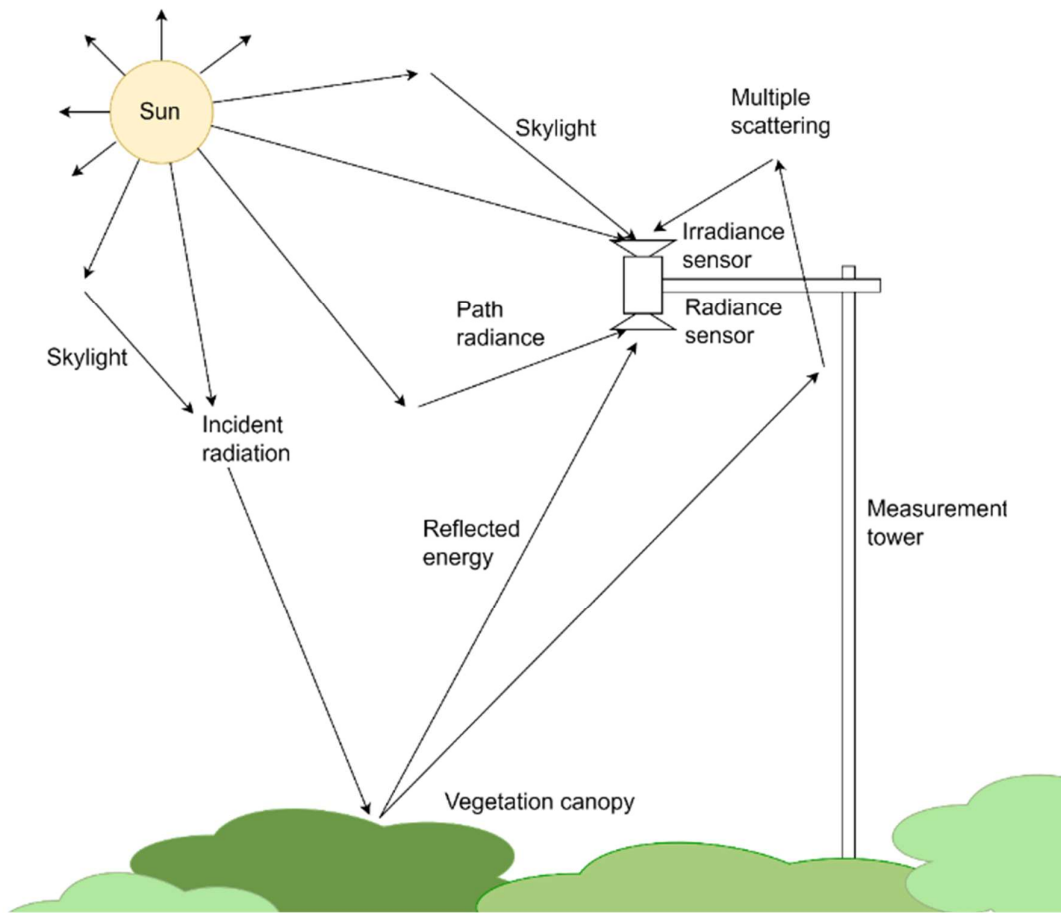 Sun
Skylight
Multiple
scattering
Irradiance
sensor
Path
radiance
Radiance
sensor
Skylight
Incident
radiation
Reflected
energy
Measurement
tower
Vegetation canopy